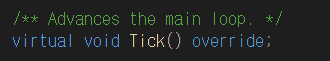 /** Advances the main loop. */
virtual void Tick() override;